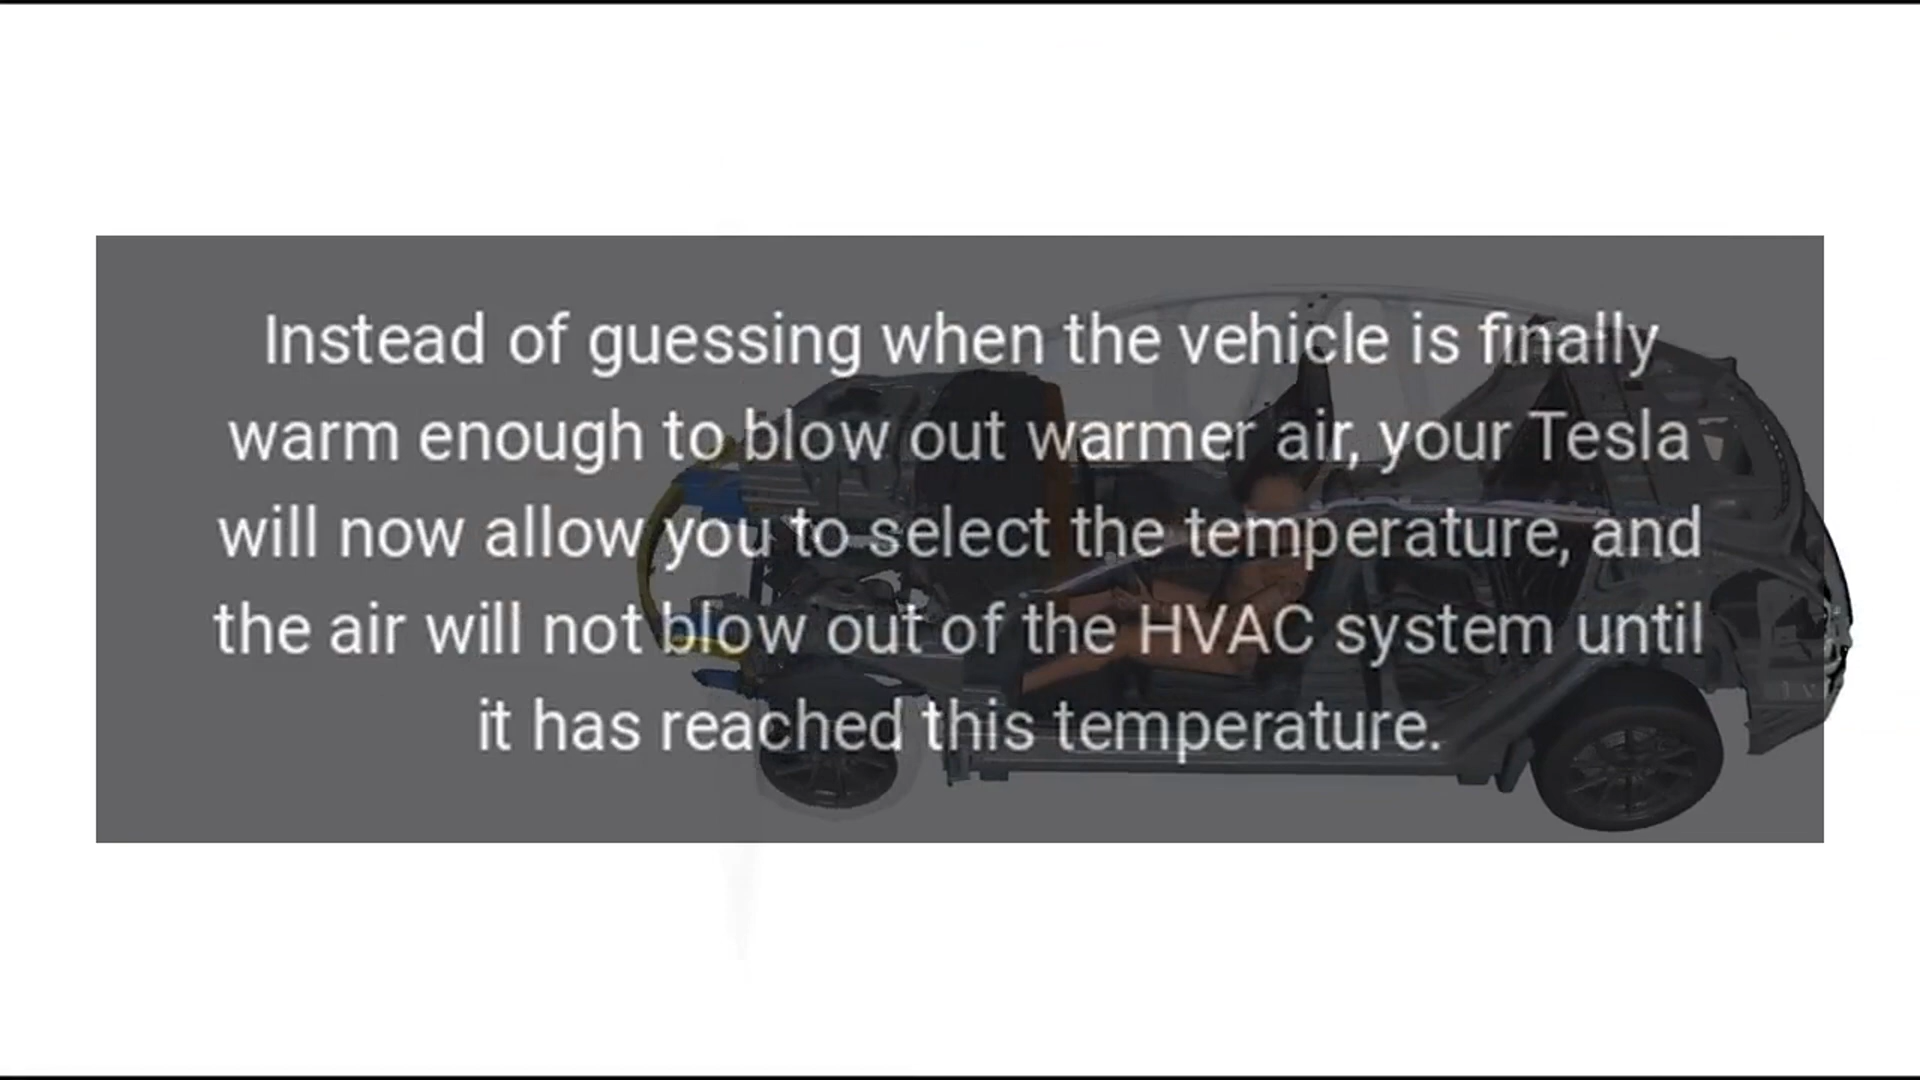 Instead of guessing when the vehicle is finally
warm enough to blow out warmer air, your Tesla
will now allow you to select the temperature, and
the air will not blow out of the HVAC system until
it has reached this temperature.